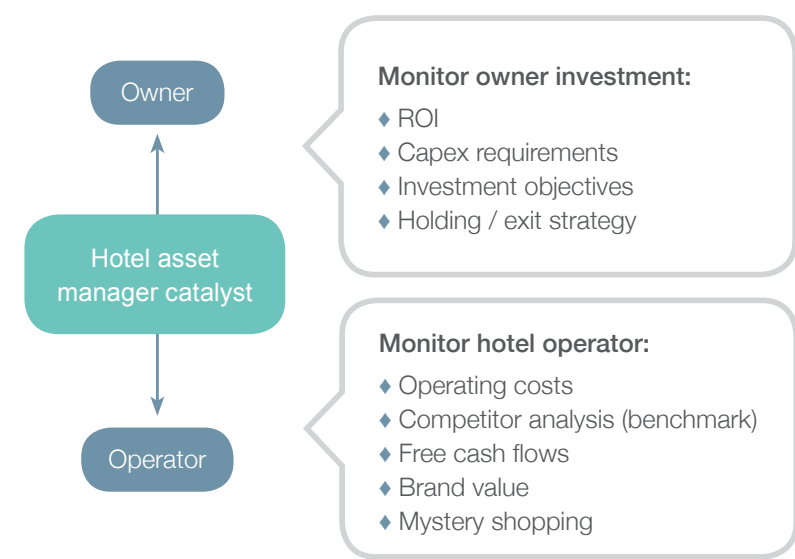 Owner
Hotel asset
manager catalyst
Operator
Monitor owner investment:
♦ ROI
♦ Capex requirements
♦ Investment objectives
♦ Holding / exit strategy
Monitor hotel operator:
♦ Operating costs
♦ Competitor analysis (benchmark)
♦ Free cash flows
♦ Brand value
♦ Mystery shopping